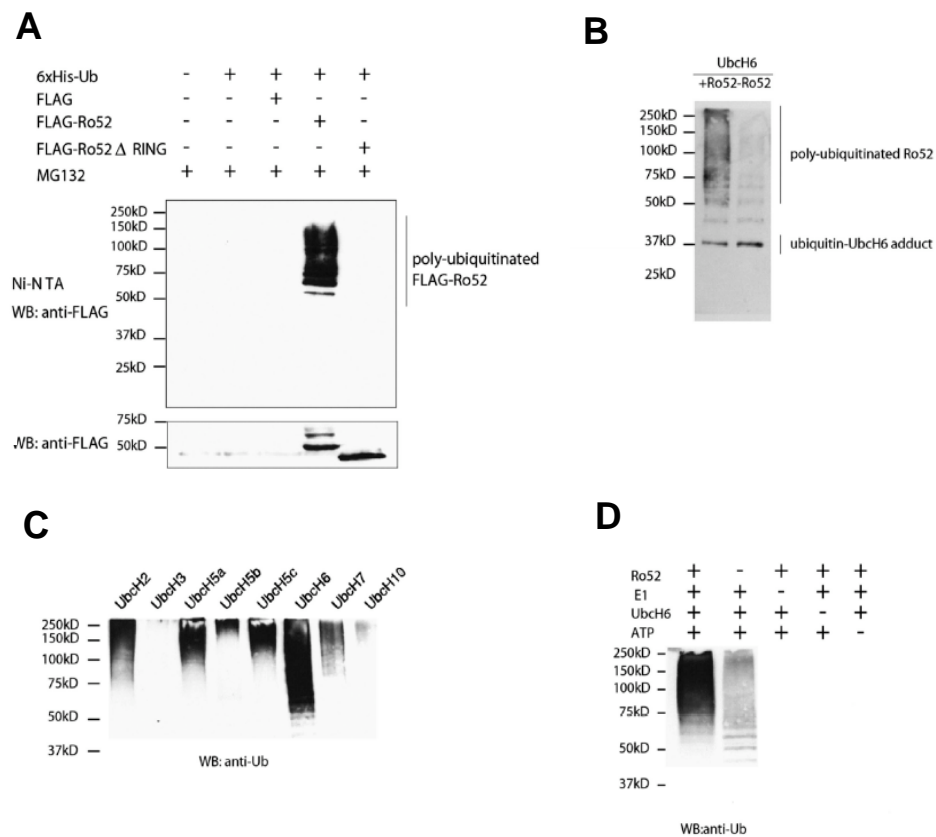 A
6xHis-Ub - + + + +
FLAG - - + - -
FLAG-Ro52 - - - + -
FLAG-Ro52 Δ RING - - - - +
MG132 + + + + +
250kD
150kD
100kD
75kD
50kD
37kD
25kD
Ni-NTA
WB: anti-FLAG
poly-ubiquitinated
FLAG-Ro52
75kD
50kD
WB: anti-FLAG
B
UbcH6
+Ro52-Ro52
250kD
150kD
100kD
75kD
50kD
37kD
25kD
poly-ubiquitinated Ro52
ubiquitin-UbcH6 adduct
C
UbcH2 UbcH3 UbcH5a UbcH5b UbcH5c UbcH6 UbcH7 UbcH10
250kD
150kD
100kD
75kD
50kD
37kD
WB: anti-Ub
D
Ro52 + - + + +
E1 + + - + +
UbcH6 + + + - +
ATP + + + + -
250kD
150kD
100kD
75kD
50kD
37kD
WB:anti-Ub